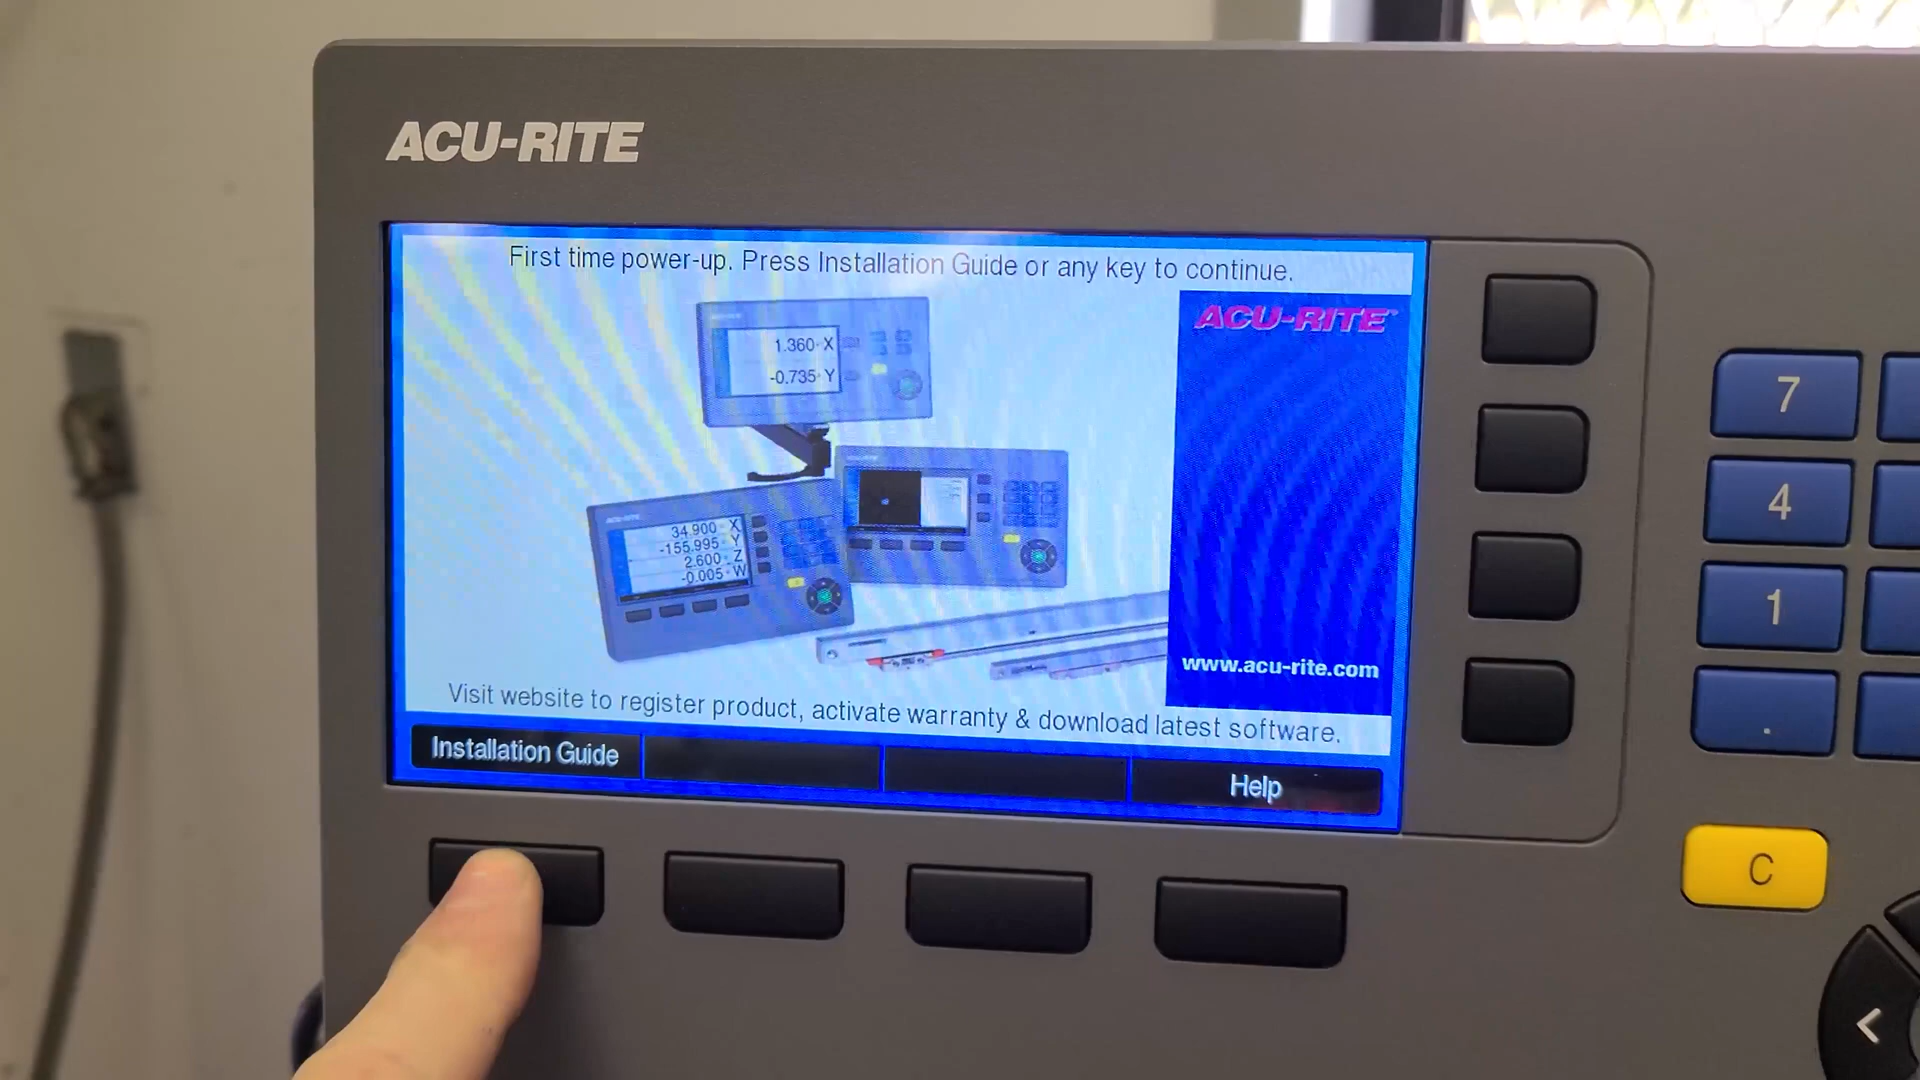 ACU-RITE
First time power-up. Press Installation Guide or any key to continue.
ACU-RITE
1.360 X
-0.735 Y
34.900 X
-155.995 Y
2.600 Z
-0.005 W
www.acu-rite.com
Visit website to register product, activate warranty & download latest software.
Installation Guide
Help
7
4
1
.
C
<